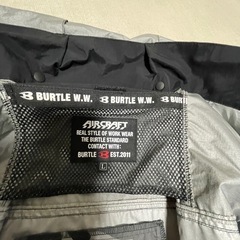 B BURTLE W.W. B BURTLE W.W.
AIRCRAFT
REAL STYLE OF WORK WEAR
THE BURTLE STANDARD
CONTACT WITH:
BURTLE B EST.2011
L